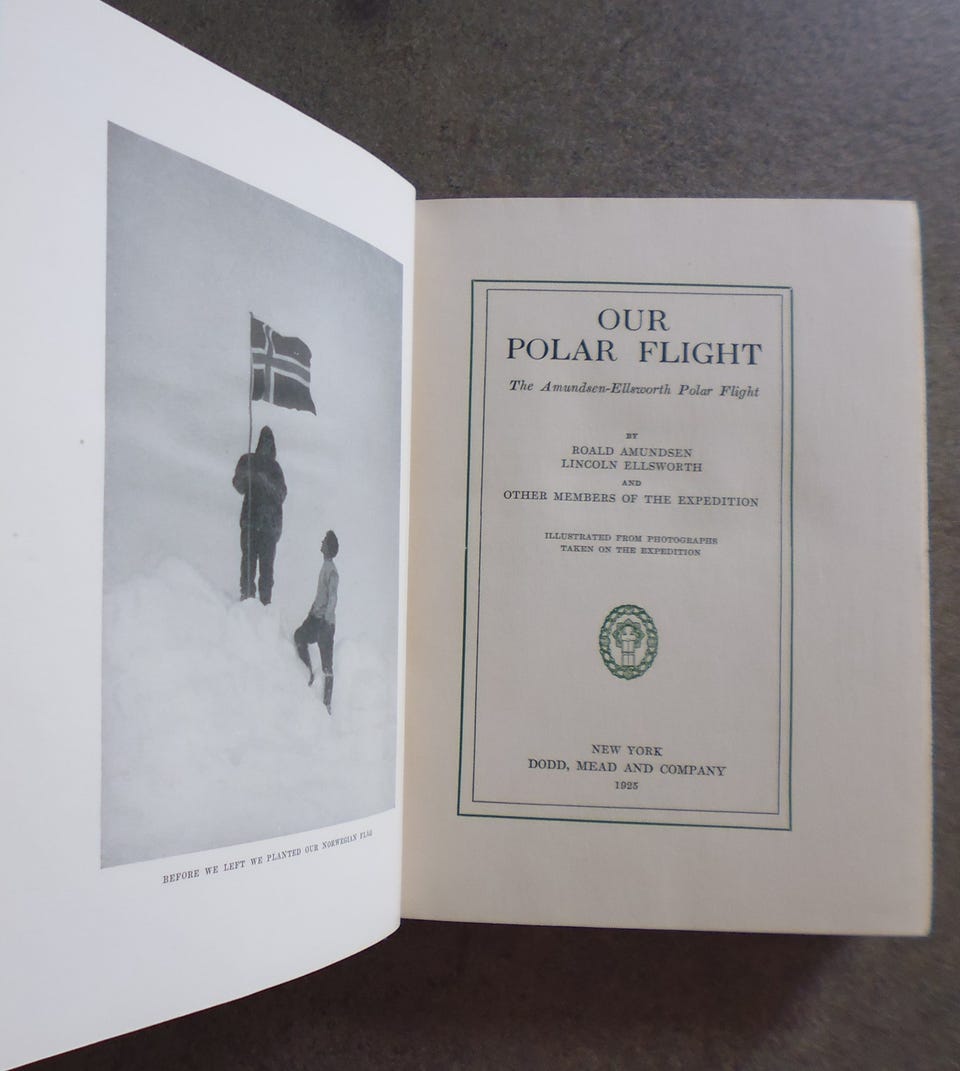 BEFORE WE LEFT WE PLANTED OUR NORWEGIAN FLAG
OUR
POLAR FLIGHT
The Amundsen-Ellsworth Polar Flight
BY
ROALD AMUNDSEN
LINCOLN ELLSWORTH
AND
OTHER MEMBERS OF THE EXPEDITION
ILLUSTRATED FROM PHOTOGRAPHS
TAKEN ON THE EXPEDITION
NEW YORK
DODD, MEAD AND COMPANY
1925